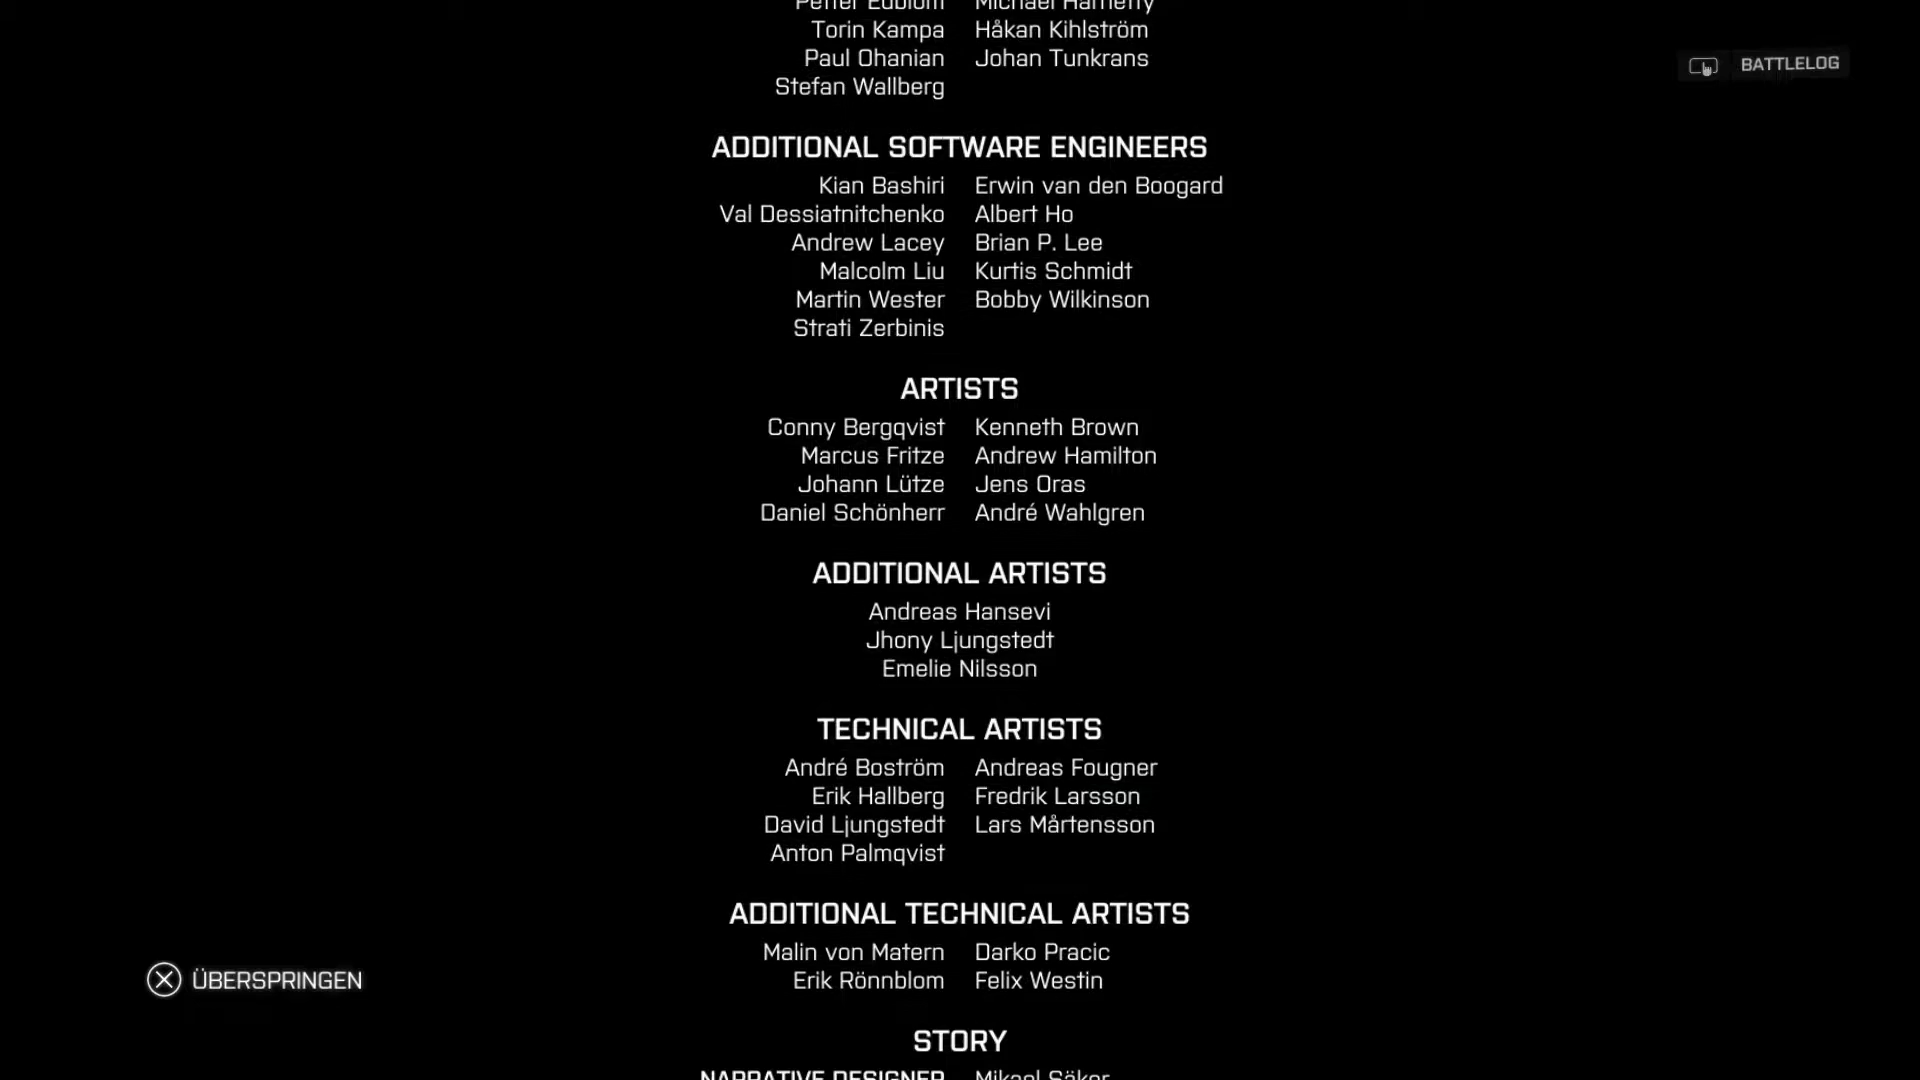 Torin Kampa Håkan Kihlström
Paul Ohanian Johan Tunkrans
BATTLELOG
Stefan Wallberg
ADDITIONAL SOFTWARE ENGINEERS
Kian Bashiri Erwin van den Boogard
Val Dessiatnitchenko Albert Ho
Andrew Lacey Brian P. Lee
Malcolm Liu Kurtis Schmidt
Martin Wester Bobby Wilkinson
Strati Zerbinis
ARTISTS
Conny Bergqvist Kenneth Brown
Marcus Fritze Andrew Hamilton
Johann Lütze Jens Oras
Daniel Schönherr André Wahlgren
ADDITIONAL ARTISTS
Andreas Hansevi
Jhony Ljungstedt
Emelie Nilsson
TECHNICAL ARTISTS
André Boström Andreas Fougner
Erik Hallberg Fredrik Larsson
David Ljungstedt Lars Mårtensson
Anton Palmqvist
ADDITIONAL TECHNICAL ARTISTS
Malin von Matern Darko Pracic
Erik Rönnblom Felix Westin
ÜBERSPRINGEN
STORY
NARRATIVE DESIGNER Mikael Säker